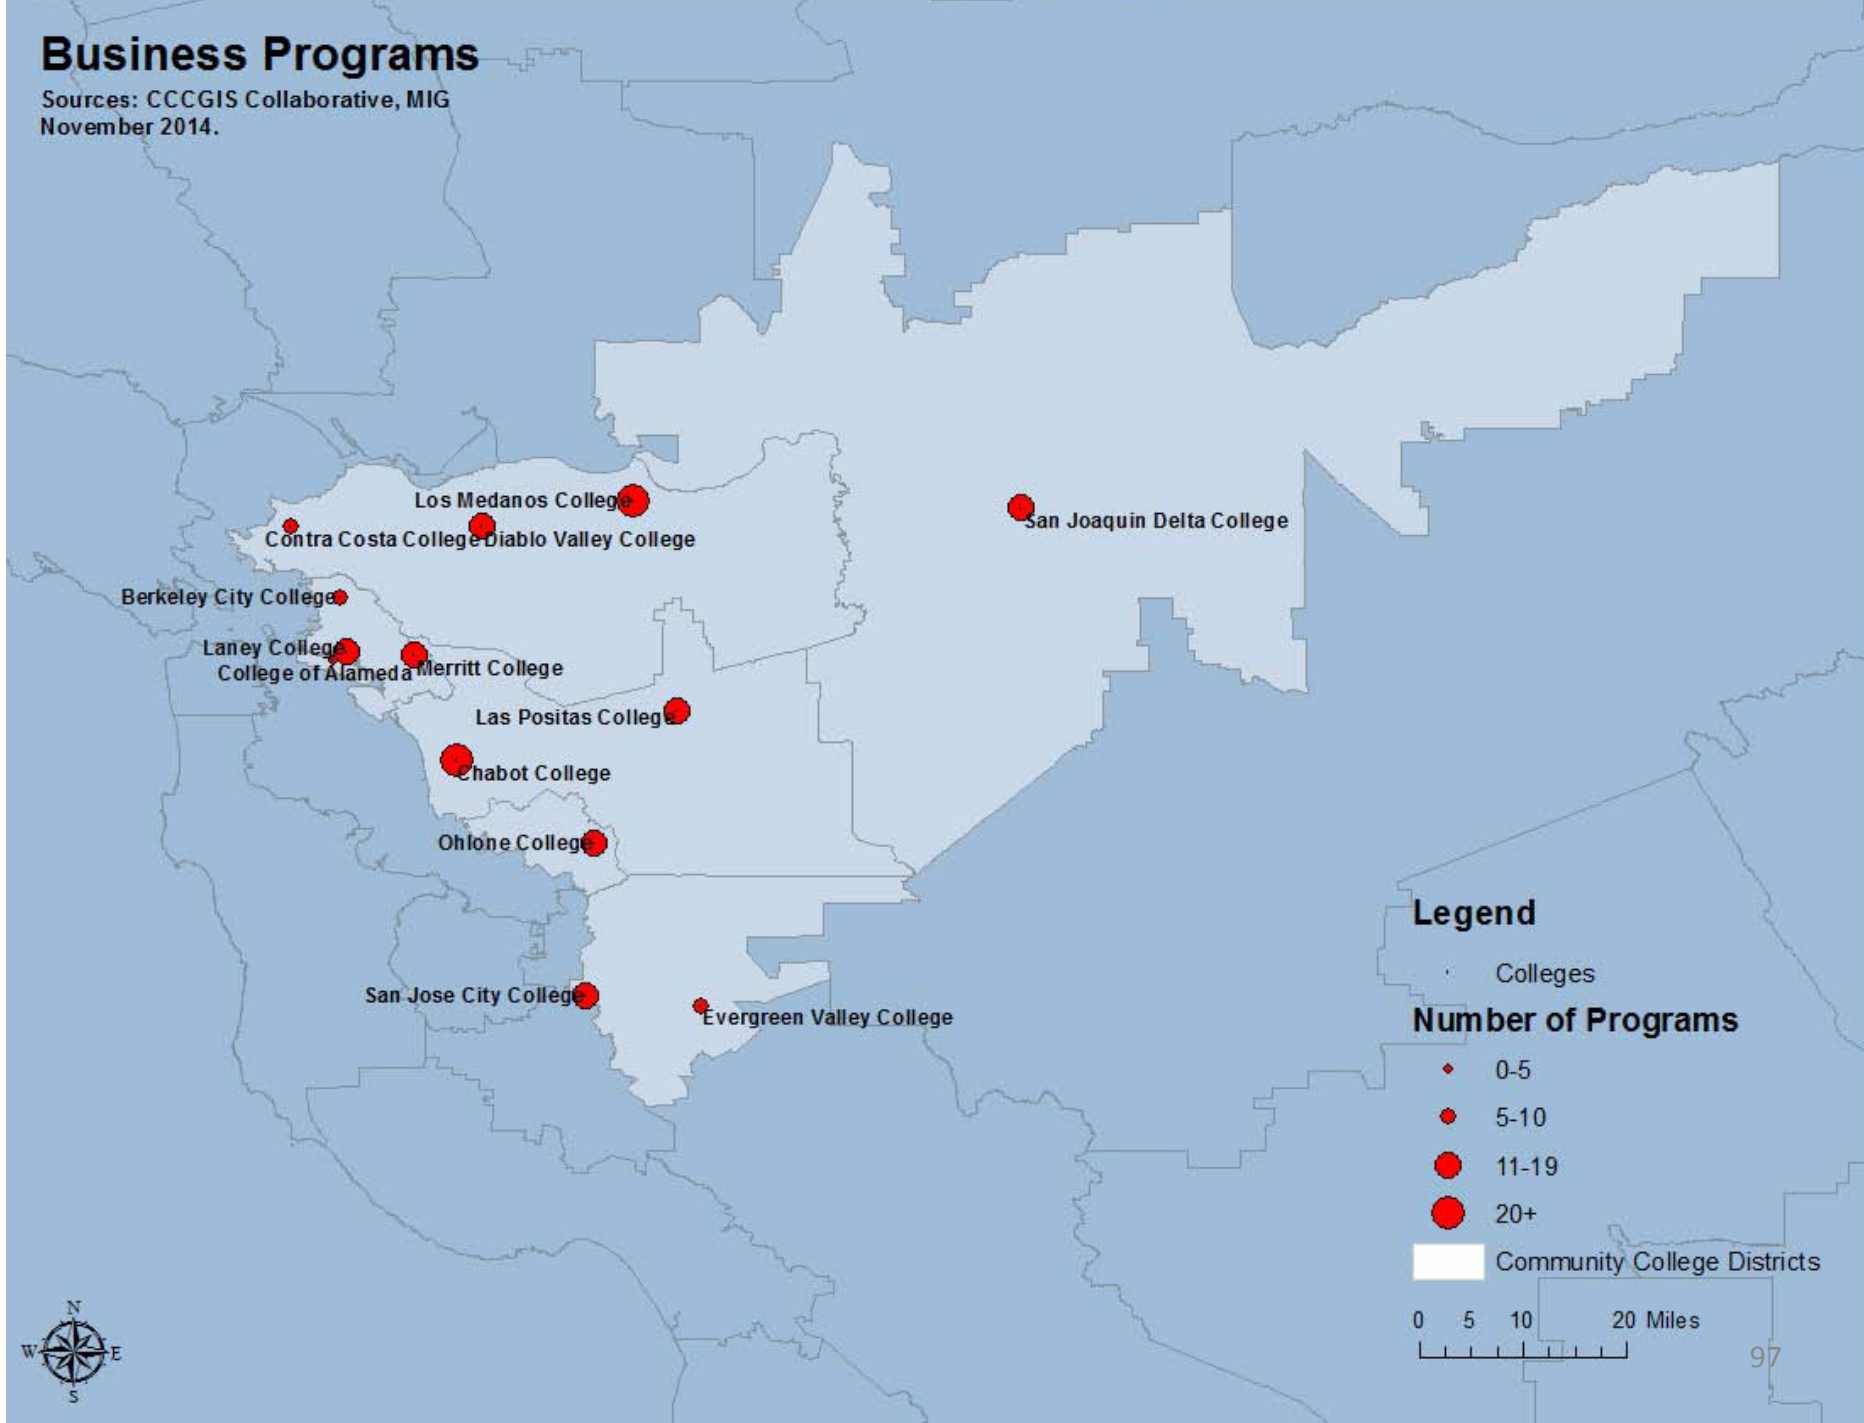 Business Programs
Sources: CCCGIS Collaborative, MIG
November 2014.
Los Medanos College
San Joaquin Delta College
Contra Costa College
Diablo Valley College
Berkeley City College
Laney College
College of Alameda
Merritt College
Las Positas College
Chabot College
Ohlone College
San Jose City College
Evergreen Valley College
Legend
Colleges
Number of Programs
0-5
5-10
11-19
20+
Community College Districts
0 5 10 20 Miles
97
N
W E
S